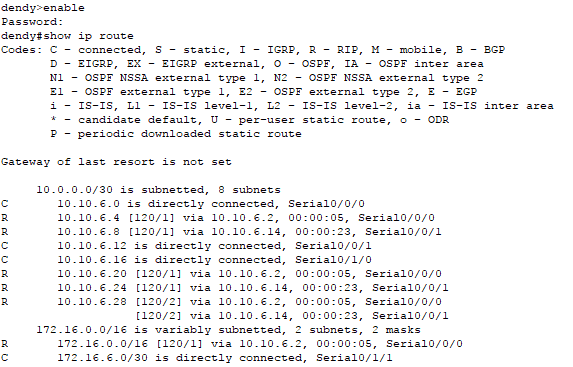 dendy>enable
Password:
dendy#show ip route
Codes: C - connected, S - static, I - IGRP, R - RIP, M - mobile, B - BGP
       D - EIGRP, EX - EIGRP external, O - OSPF, IA - OSPF inter area
       N1 - OSPF NSSA external type 1, N2 - OSPF NSSA external type 2
       E1 - OSPF external type 1, E2 - OSPF external type 2, E - EGP
       i - IS-IS, L1 - IS-IS level-1, L2 - IS-IS level-2, ia - IS-IS inter area
       * - candidate default, U - per-user static route, o - ODR
       P - periodic downloaded static route
Gateway of last resort is not set
     10.0.0.0/30 is subnetted, 8 subnets
C       10.10.6.0 is directly connected, Serial0/0/0
R       10.10.6.4 [120/1] via 10.10.6.2, 00:00:05, Serial0/0/0
R       10.10.6.8 [120/1] via 10.10.6.14, 00:00:23, Serial0/0/1
C       10.10.6.12 is directly connected, Serial0/0/1
C       10.10.6.16 is directly connected, Serial0/1/0
R       10.10.6.20 [120/1] via 10.10.6.2, 00:00:05, Serial0/0/0
R       10.10.6.24 [120/1] via 10.10.6.14, 00:00:23, Serial0/0/1
R       10.10.6.28 [120/2] via 10.10.6.2, 00:00:05, Serial0/0/0
                   [120/2] via 10.10.6.14, 00:00:23, Serial0/0/1
     172.16.0.0/16 is variably subnetted, 2 subnets, 2 masks
R       172.16.0.0/16 [120/1] via 10.10.6.2, 00:00:05, Serial0/0/0
C       172.16.6.0/30 is directly connected, Serial0/1/1